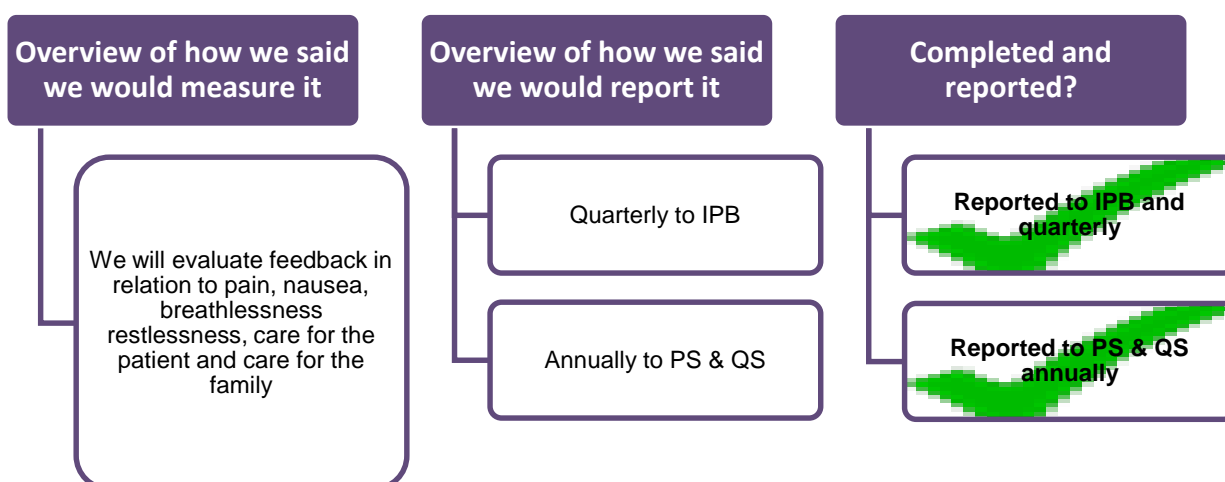 Overview of how we said
we would measure it
We will evaluate feedback in
relation to pain, nausea,
breathlessness
restlessness, care for the
patient and care for the
family
Overview of how we said
we would report it
Quarterly to IPB
Annually to PS & QS
Completed and
reported?
Reported to IPB and
quarterly
Reported to PS & QS
annually